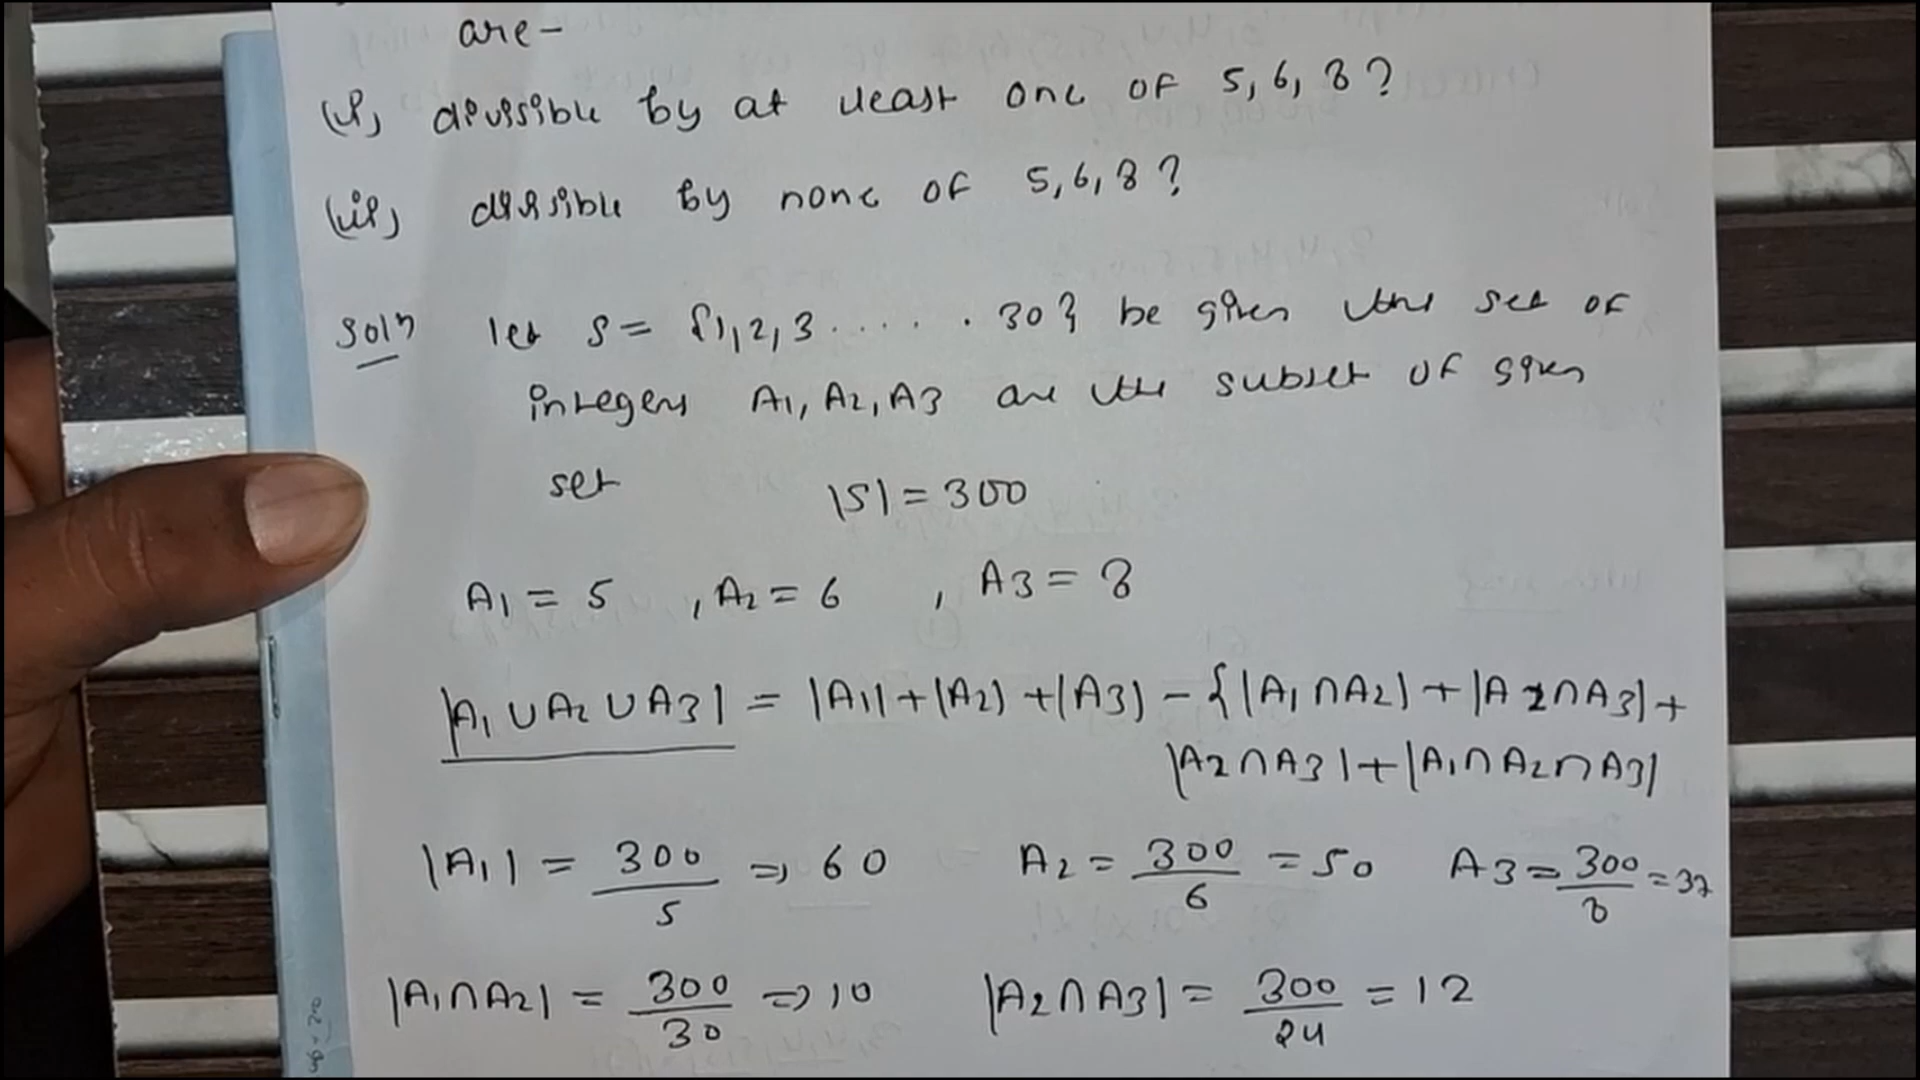 are -
(i) divisible by at least one of 5, 6, 8?
(ii) divisible by none of 5, 6, 8?
Solⁿ let S = {1, 2, 3 . . . . . 30} be given the set of
integers A1, A2, A3 are the subset of given
set |S| = 300
A1 = 5 , A2 = 6 , A3 = 8
|A1 ∪ A2 ∪ A3| = |A1| + |A2| + |A3| - {|A1 ∩ A2| + |A2 ∩ A3| +
|A2 ∩ A3| + |A1 ∩ A2 ∩ A3|
|A1| = 300/5 => 60 A2 = 300/6 = 50 A3 = 300/8 = 37
|A1 ∩ A2| = 300/30 => 10 |A2 ∩ A3| = 300/24 = 12